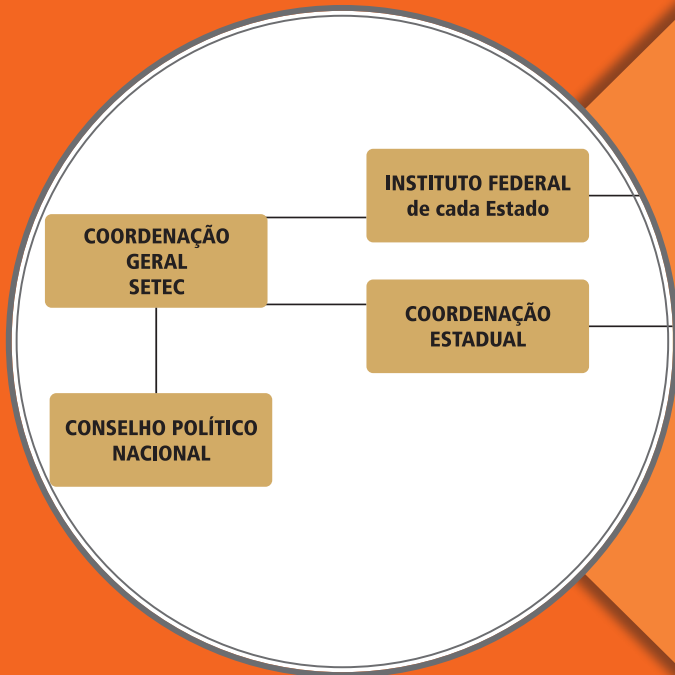 INSTITUTO FEDERAL
de cada Estado
COORDENAÇÃO
GERAL
SETEC
COORDENAÇÃO
ESTADUAL
CONSELHO POLÍTICO
NACIONAL